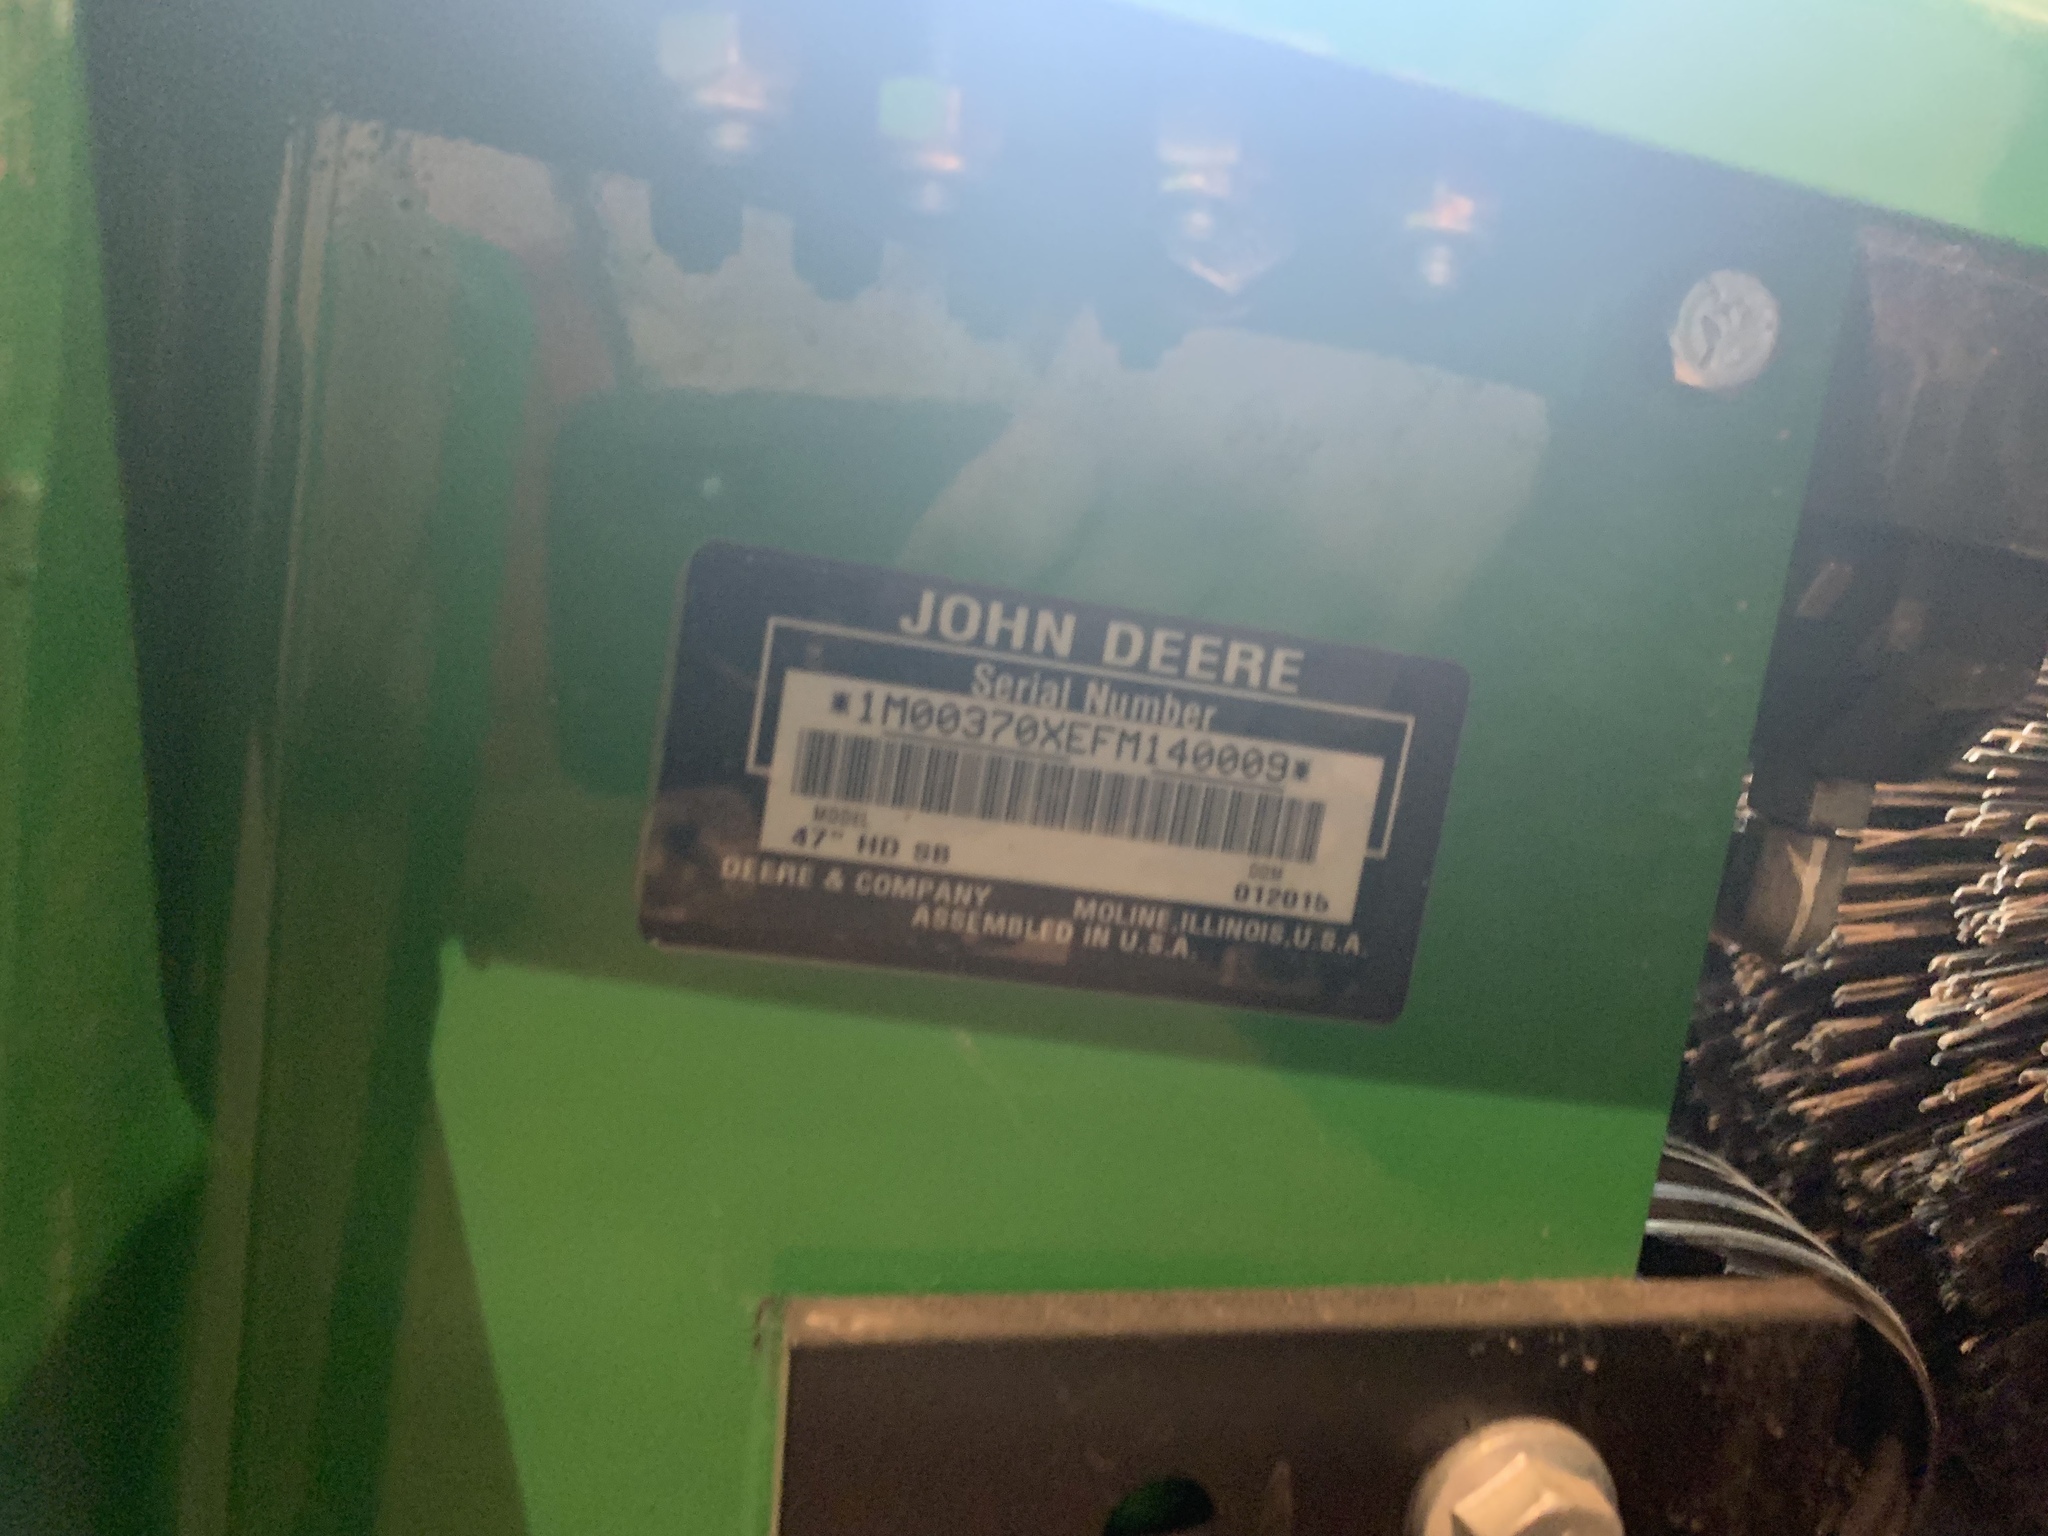 JOHN DEERE
Serial Number
*1M00370XEFM140009*
MODEL
47" HD SB
DOM
012015
DEERE & COMPANY MOLINE, ILLINOIS, U.S.A.
ASSEMBLED IN U.S.A.